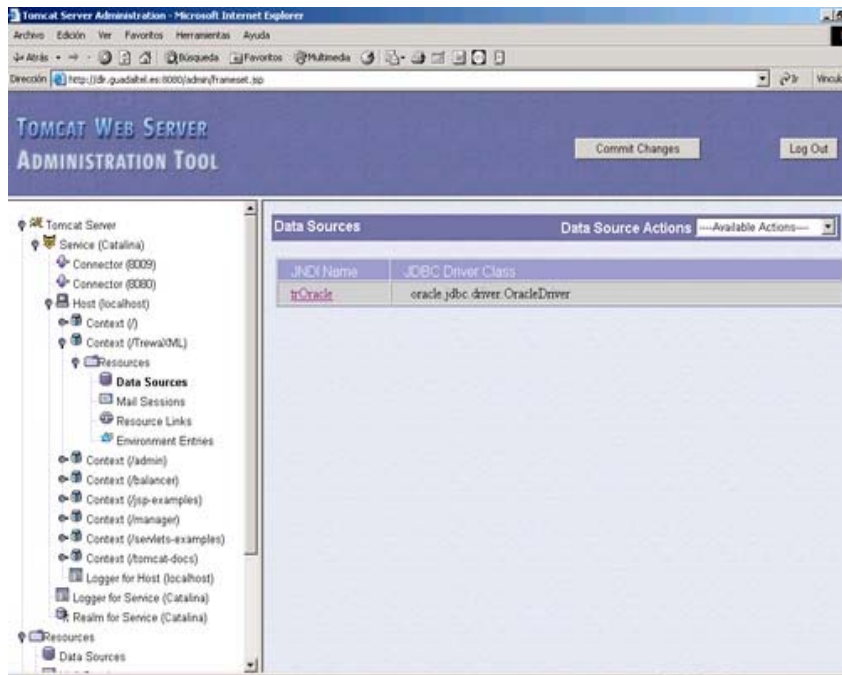 Tomcat Server Administration - Microsoft Internet Explorer
Archivo Edición Ver Favoritos Herramientas Ayuda
Atrás Búsqueda Favoritos Multimedia
Dirección http://dr.guadaltel.es:8080/admin/frameset.jsp Ir
TOMCAT WEB SERVER
ADMINISTRATION TOOL
Commit Changes
Log Out
Tomcat Server
Service (Catalina)
Connector (8009)
Connector (8080)
Host (localhost)
Context (/)
Context (/TrewaXML)
Resources
Data Sources
Mail Sessions
Resource Links
Environment Entries
Context (/admin)
Context (/balancer)
Context (/jsp-examples)
Context (/manager)
Context (/servlets-examples)
Context (/tomcat-docs)
Logger for Host (localhost)
Logger for Service (Catalina)
Realm for Service (Catalina)
Resources
Data Sources
Data Sources
Data Source Actions ----Available Actions----
JNDI Name JDBC Driver Class
trOracle oracle.jdbc.driver.OracleDriver